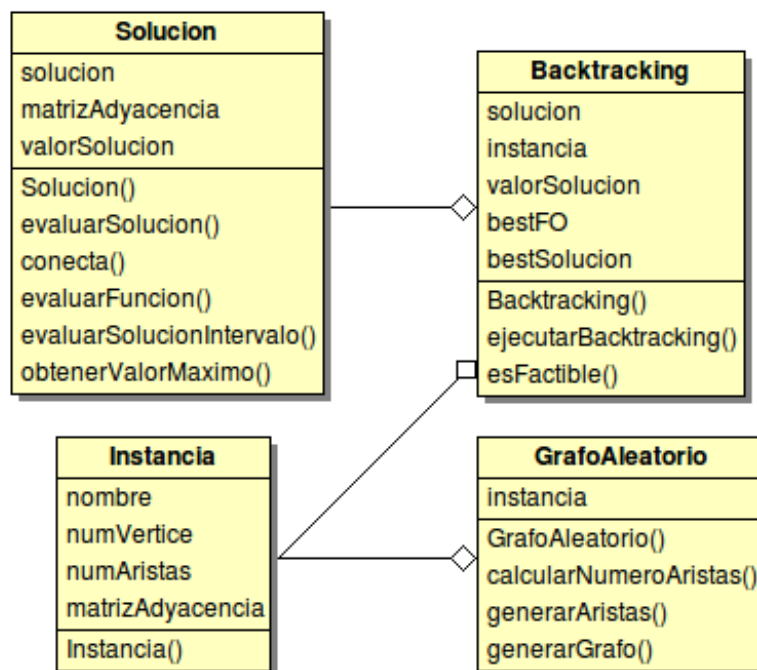 Solucion
solucion
matrizAdyacencia
valorSolucion
Solucion()
evaluarSolucion()
conecta()
evaluarFuncion()
evaluarSolucionIntervalo()
obtenerValorMaximo()
Backtracking
solucion
instancia
valorSolucion
bestFO
bestSolucion
Backtracking()
ejecutarBacktracking()
esFactible()
Instancia
nombre
numVertice
numAristas
matrizAdyacencia
Instancia()
GrafoAleatorio
instancia
GrafoAleatorio()
calcularNumeroAristas()
generarAristas()
generarGrafo()